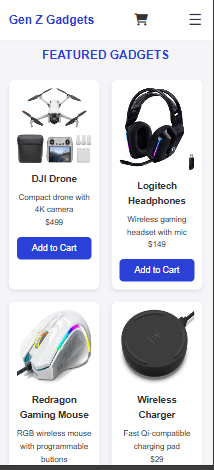 Gen Z Gadgets
FEATURED GADGETS
DJI Drone
Compact drone with
4K camera
$499
Add to Cart
Logitech
Headphones
Wireless gaming
headset with mic
$149
Add to Cart
Redragon
Gaming Mouse
RGB wireless mouse
with programmable
buttons
Wireless
Charger
Fast Qi-compatible
charging pad
$29